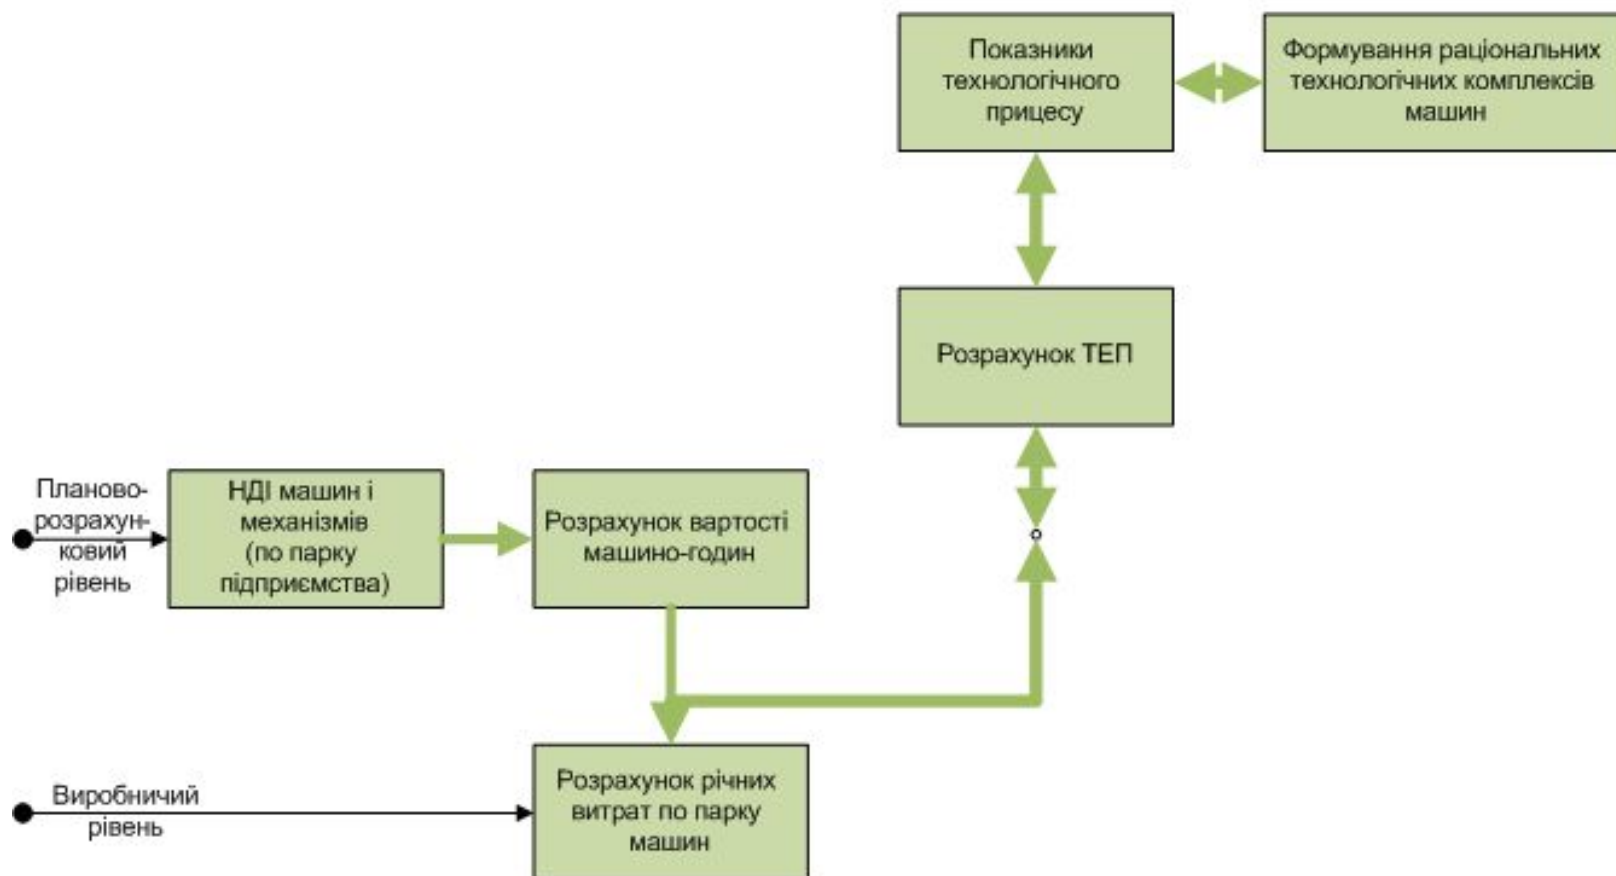 Показники
технологічного
прицесу
Формування раціональних
технологічних комплексів
машин
Розрахунок ТЕП
Планово-
розрахун-
ковий
рівень
НДІ машин і
механізмів
(по парку
підприємства)
Розрахунок вартості
машино-годин
Виробничий
рівень
Розрахунок річних
витрат по парку
машин